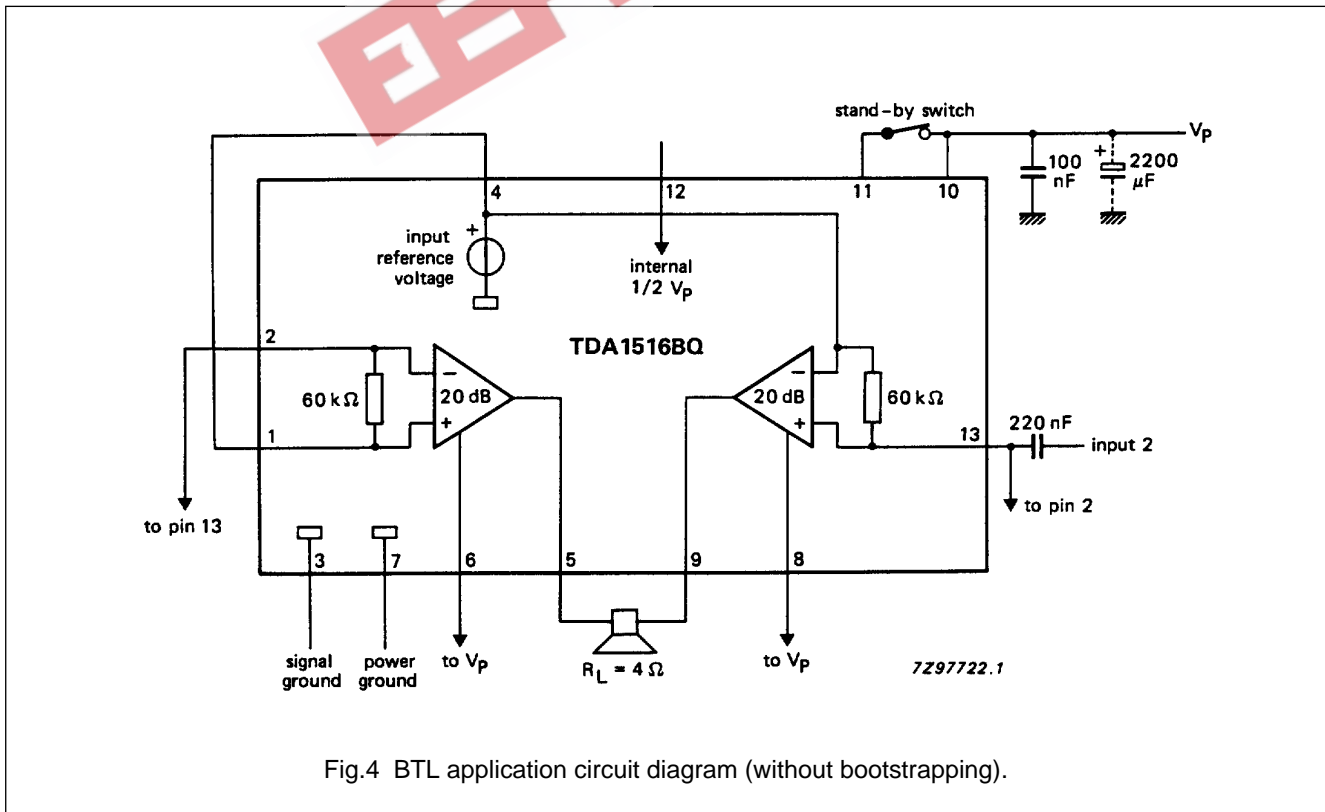 stand-by switch
VP
100 nF
+ 2200 μF
4
12
11
10
+
input reference voltage
internal 1/2 VP
TDA1516BQ
2
−
20 dB
+
60 kΩ
1
−
20 dB
+
60 kΩ
13
220 nF
input 2
to pin 13
to pin 2
3
7
6
5
9
8
signal ground
power ground
to VP
RL = 4 Ω
to VP
7Z97722.1
Fig.4 BTL application circuit diagram (without bootstrapping).